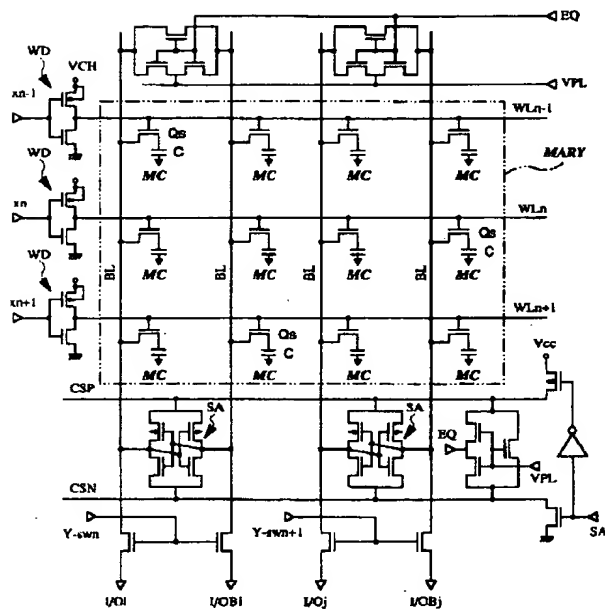 EQ
WD
VCH
VPL
xn-1
WLn-1
Qs
C
MC MC MC MC
MARY
WD
xn
WLn
Qs
C
MC MC MC MC
BL BL BL BL
WD
xn+1
WLn+1
Qs
C
MC MC MC MC
Vcc
CSP
SA SA
EQ
VPL
CSN
Y-swn Y-swn+1
SA
I/Oi I/OBi I/Oj I/OBj